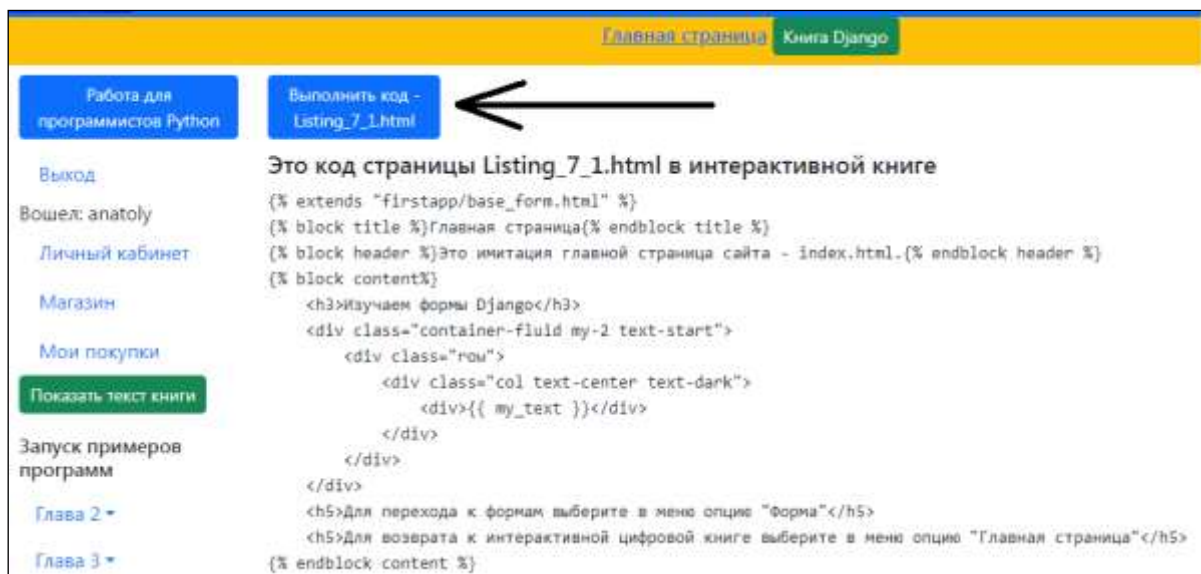 Главная страница Книга Django
Работа для
программистов Python
Выход
Вошел: anatoly
Личный кабинет
Магазин
Мои покупки
Показать текст книги
Запуск примеров
программ
Глава 2
Глава 3
Выполнить код -
Listing_7_1.html
Это код страницы Listing_7_1.html в интерактивной книге
{% extends "firstapp/base_form.html" %}
{% block title %}Главная страница{% endblock title %}
{% block header %}Это имитация главной страница сайта - index.html.{% endblock header %}
{% block content%}
<h3>Изучаем формы Django</h3>
<div class="container-fluid my-2 text-start">
<div class="row">
<div class="col text-center text-dark">
<div>{{ my_text }}</div>
</div>
</div>
</div>
<h5>Для перехода к формам выберите в меню опцию "Форма"</h5>
<h5>Для возврата к интерактивной цифровой книге выберите в меню опцию "Главная страница"</h5>
{% endblock content %}